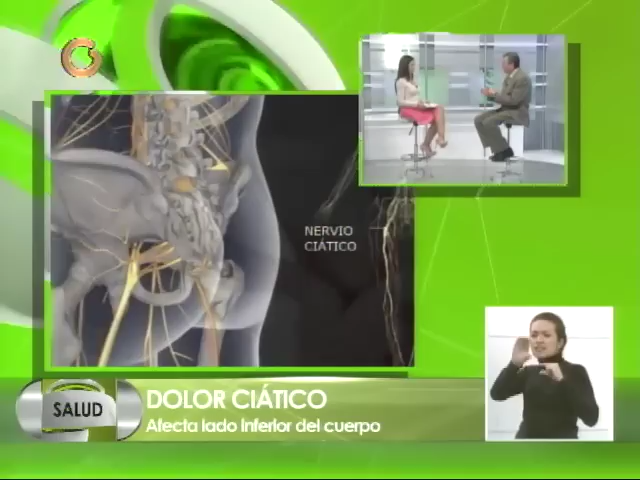 NERVIO
CIÁTICO
SALUD
DOLOR CIÁTICO
Afecta lado inferior del cuerpo